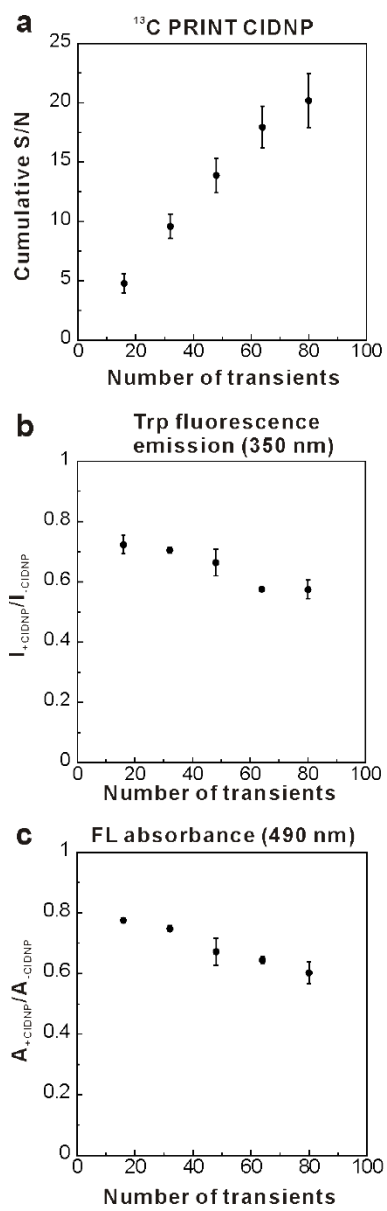 a
¹³C PRINT CIDNP
Cumulative S/N
25
20
15
10
5
0
0 20 40 60 80 100
Number of transients
b
Trp fluorescence
emission (350 nm)
I+CIDNP/I-CIDNP
1
0.8
0.6
0.4
0.2
0
0 20 40 60 80 100
Number of transients
c
FL absorbance (490 nm)
A+CIDNP/A-CIDNP
1
0.8
0.6
0.4
0.2
0
0 20 40 60 80 100
Number of transients